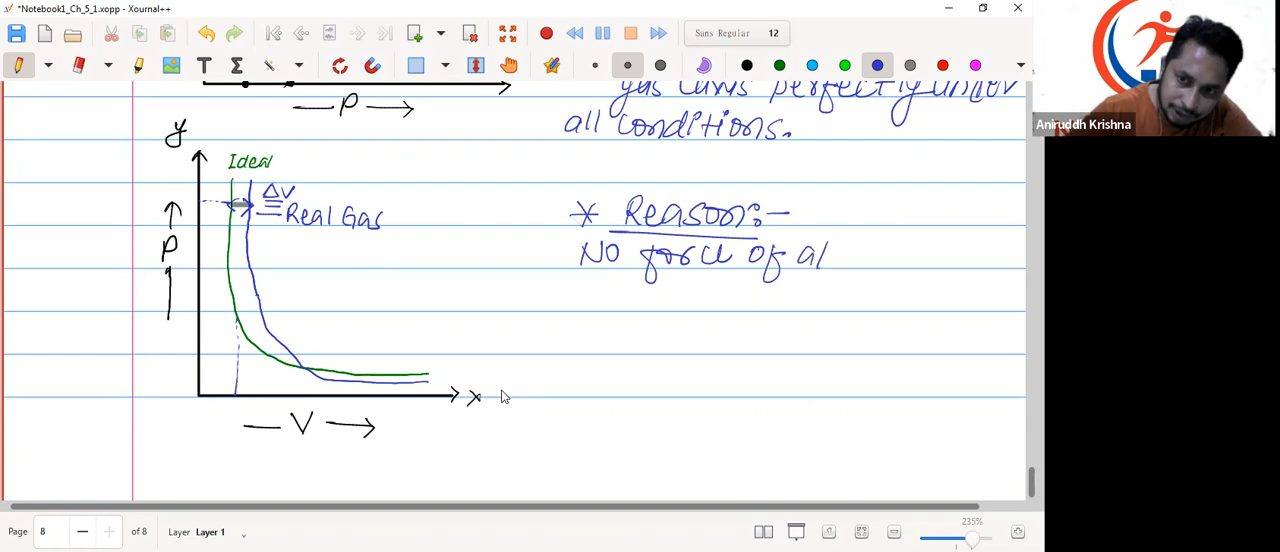 *Notebook1_Ch_5_1.xopp - Xournal++
Sans Regular 12
P
gas laws perfectly under
all conditions.
Aniruddh Krishna
y
Ideal
ΔV
Real Gas
* Reason:-
No force of at
P
x
V
Page 8 of 8 Layer Layer 1 235%